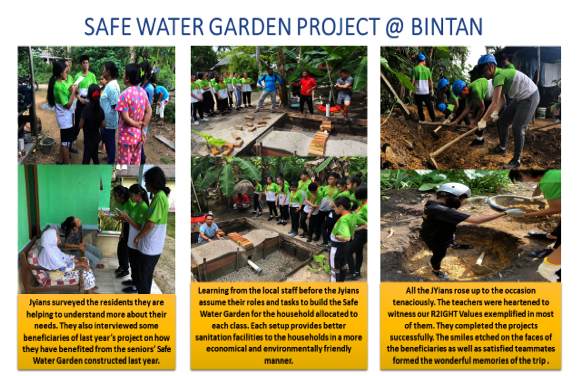 SAFE WATER GARDEN PROJECT @ BINTAN
Jyians surveyed the residents they are
helping to understand more about their
needs. They also interviewed some
beneficiaries of last year's project on how
they have benefited from the seniors' Safe
Water Garden constructed last year.
Learning from the local staff before the Jyians
assume their roles and tasks to build the Safe
Water Garden for the household allocated to
each class. Each setup provides better
sanitation facilities to the households in a more
economical and environmentally friendly
manner.
All the JYians rose up to the occasion
tenaciously. The teachers were heartened to
witness our R2IGHT Values exemplified in most
of them. They completed the projects
successfully. The smiles etched on the faces of
the beneficiaries as well as satisfied teammates
formed the wonderful memories of the trip .